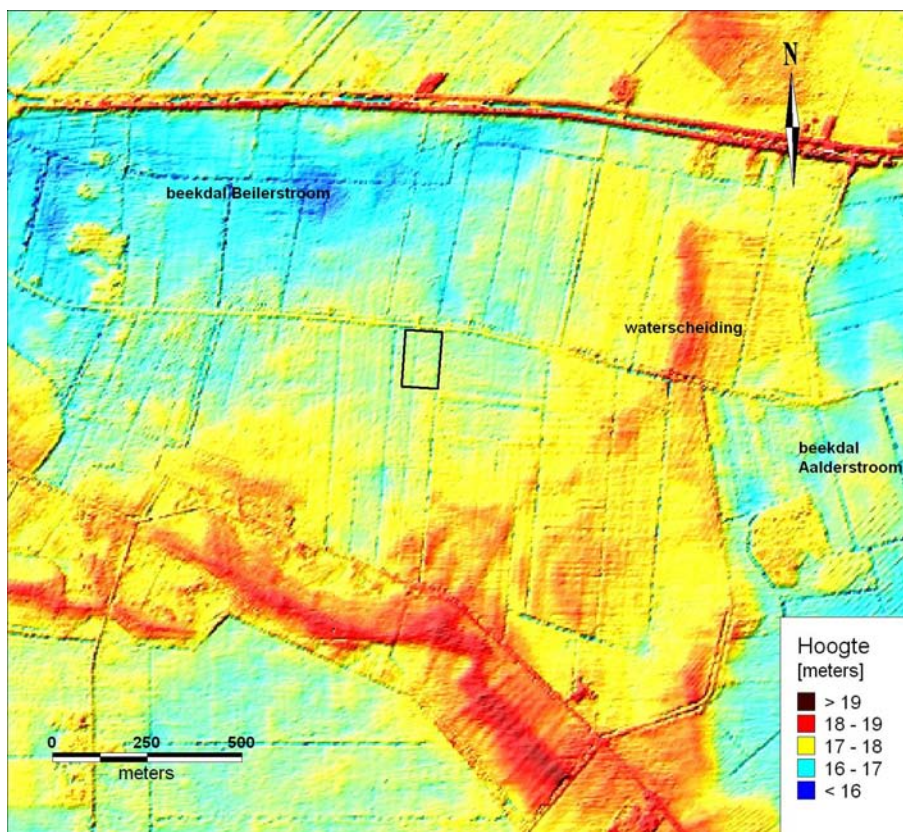 N
beekdal Beilerstroom
waterscheiding
beekdal
Aalderstroom
Hoogte
[meters]
> 19
18 - 19
17 - 18
16 - 17
< 16
0 250 500
meters